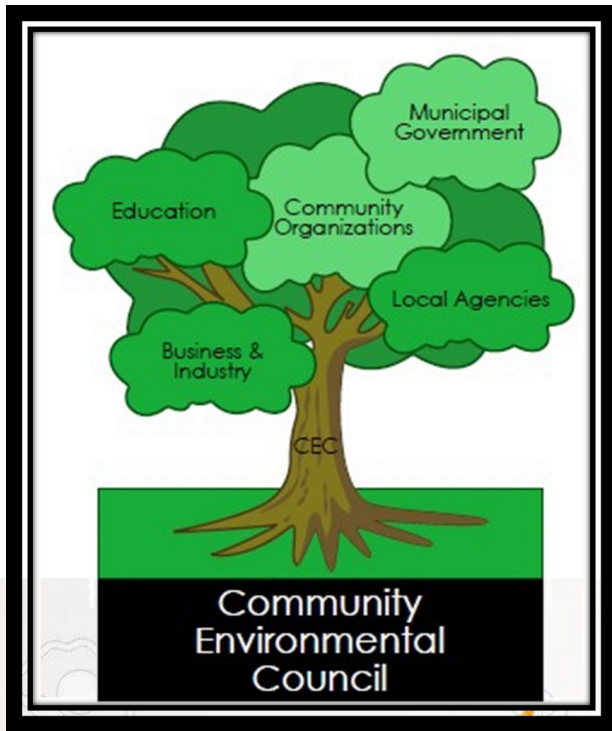 Municipal
Government
Education
Community
Organizations
Local Agencies
Business &
Industry
CEC
Community
Environmental
Council